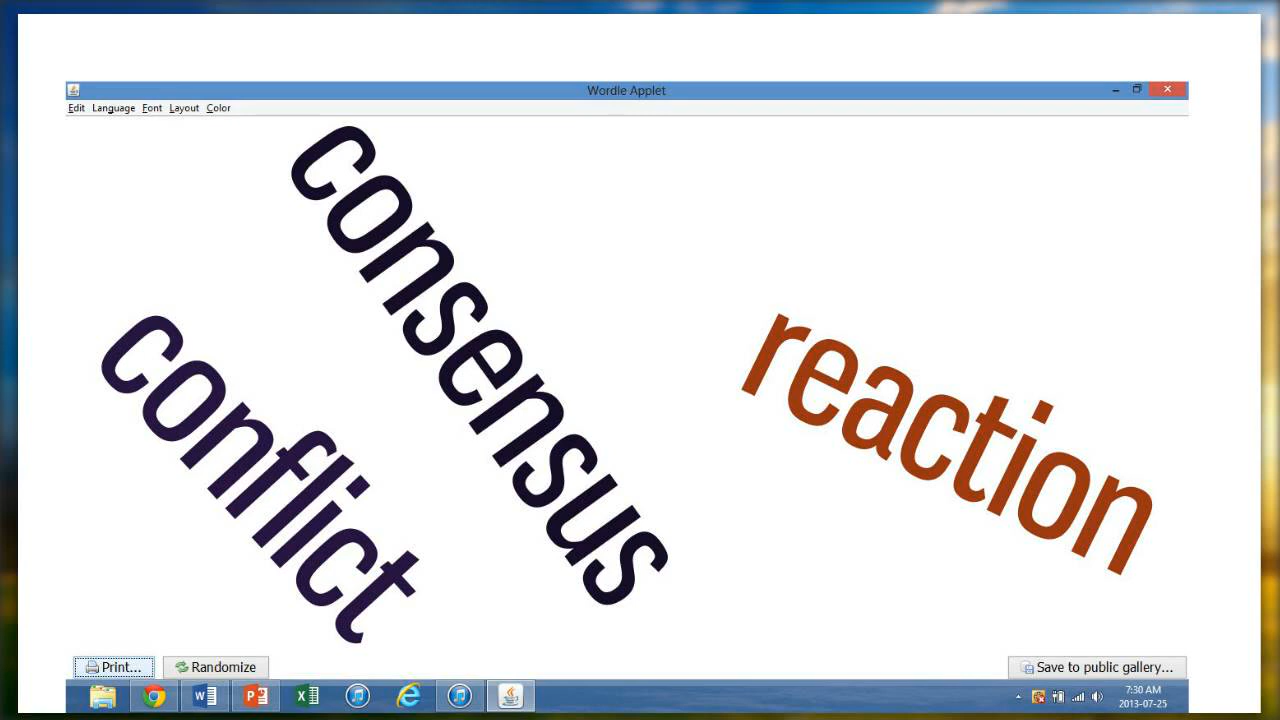 Wordle Applet
Edit Language Font Layout Color
consensus
conflict
reaction
Print... Randomize Save to public gallery...
7:30 AM
2013-07-25